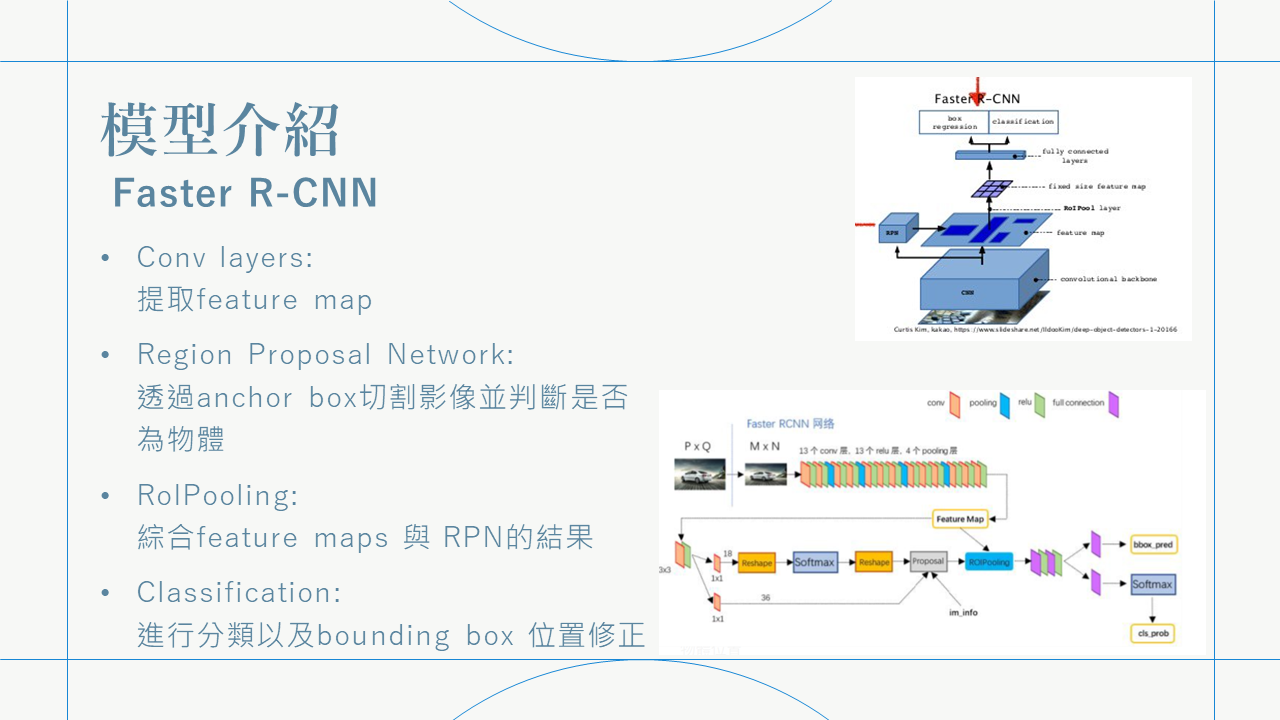 模型介紹
Faster R-CNN
• Conv layers:
提取feature map
• Region Proposal Network:
透過anchor box切割影像並判斷是否
為物體
• RoIPooling:
綜合feature maps 與 RPN的結果
• Classification:
進行分類以及bounding box 位置修正
Faster R-CNN
box regression
classification
fully connected layers
fixed size feature map
RoIPool layer
RPN
feature map
convolutional backbone
CNN
Curtis Kim, kakao, https://www.slideshare.net/IldooKim/deep-object-detectors-1-20166
conv pooling relu full connection
Faster RCNN 网络
P x Q
M x N
13 个 conv 层, 13 个 relu 层, 4 个 pooling 层
Feature Map
3x3
18
1x1
Reshape
Softmax
Reshape
Proposal
ROIPooling
bbox_pred
Softmax
36
1x1
im_info
cls_prob